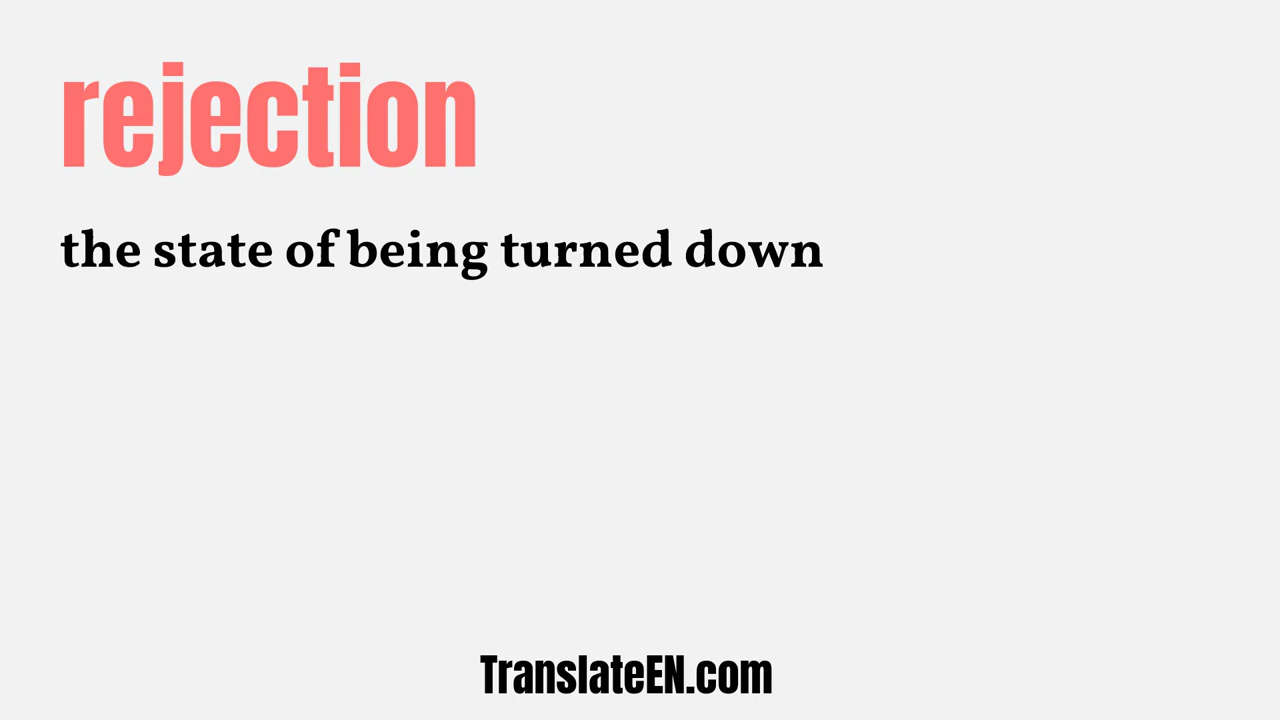 rejection
the state of being turned down
TranslateEN.com